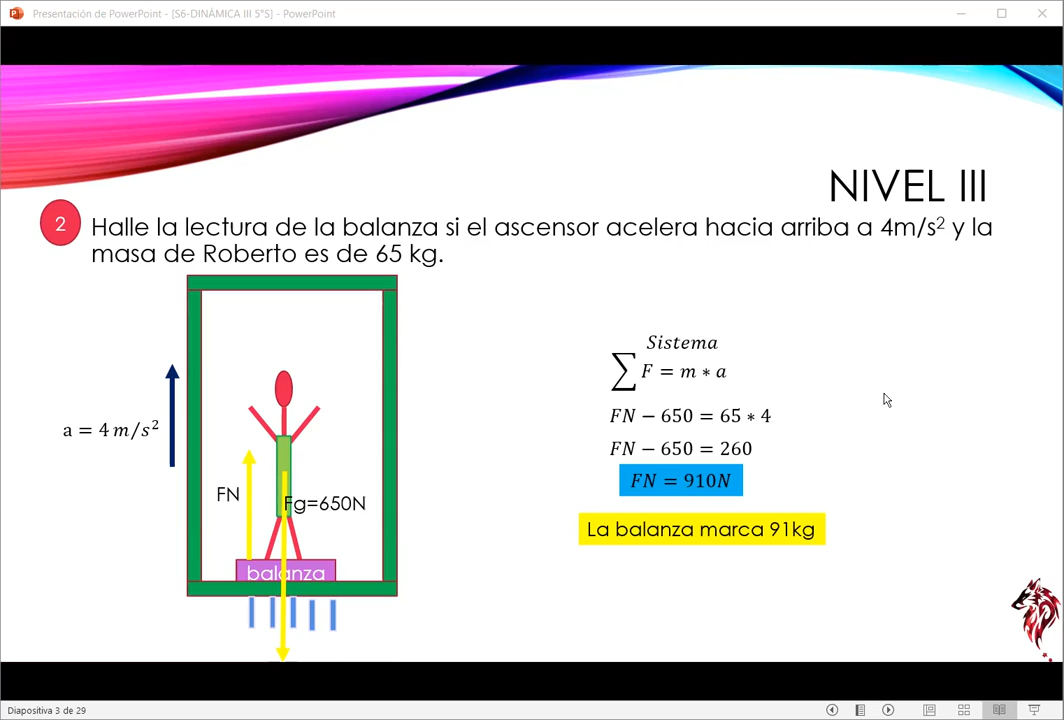 Presentación de PowerPoint - [S6-DINÁMICA III 5°S] - PowerPoint
NIVEL III
2
Halle la lectura de la balanza si el ascensor acelera hacia arriba a 4m/s² y la
masa de Roberto es de 65 kg.
Sistema
∑ F = m ∗ a
a = 4 m/s²
FN − 650 = 65 ∗ 4
FN − 650 = 260
FN = 910N
FN
Fg=650N
La balanza marca 91kg
balanza
Diapositiva 3 de 29